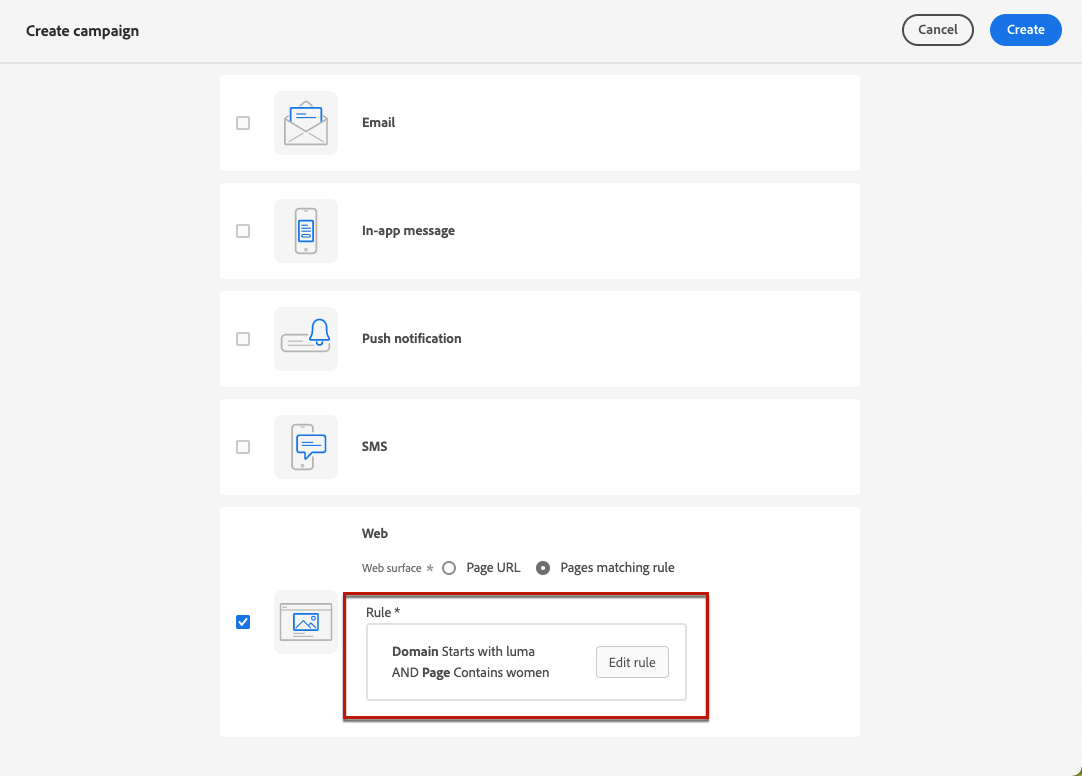 Create campaign
Cancel
Create
Email
In-app message
Push notification
SMS
Web
Web surface *
Page URL
Pages matching rule
Rule *
Domain Starts with luma
AND Page Contains women
Edit rule